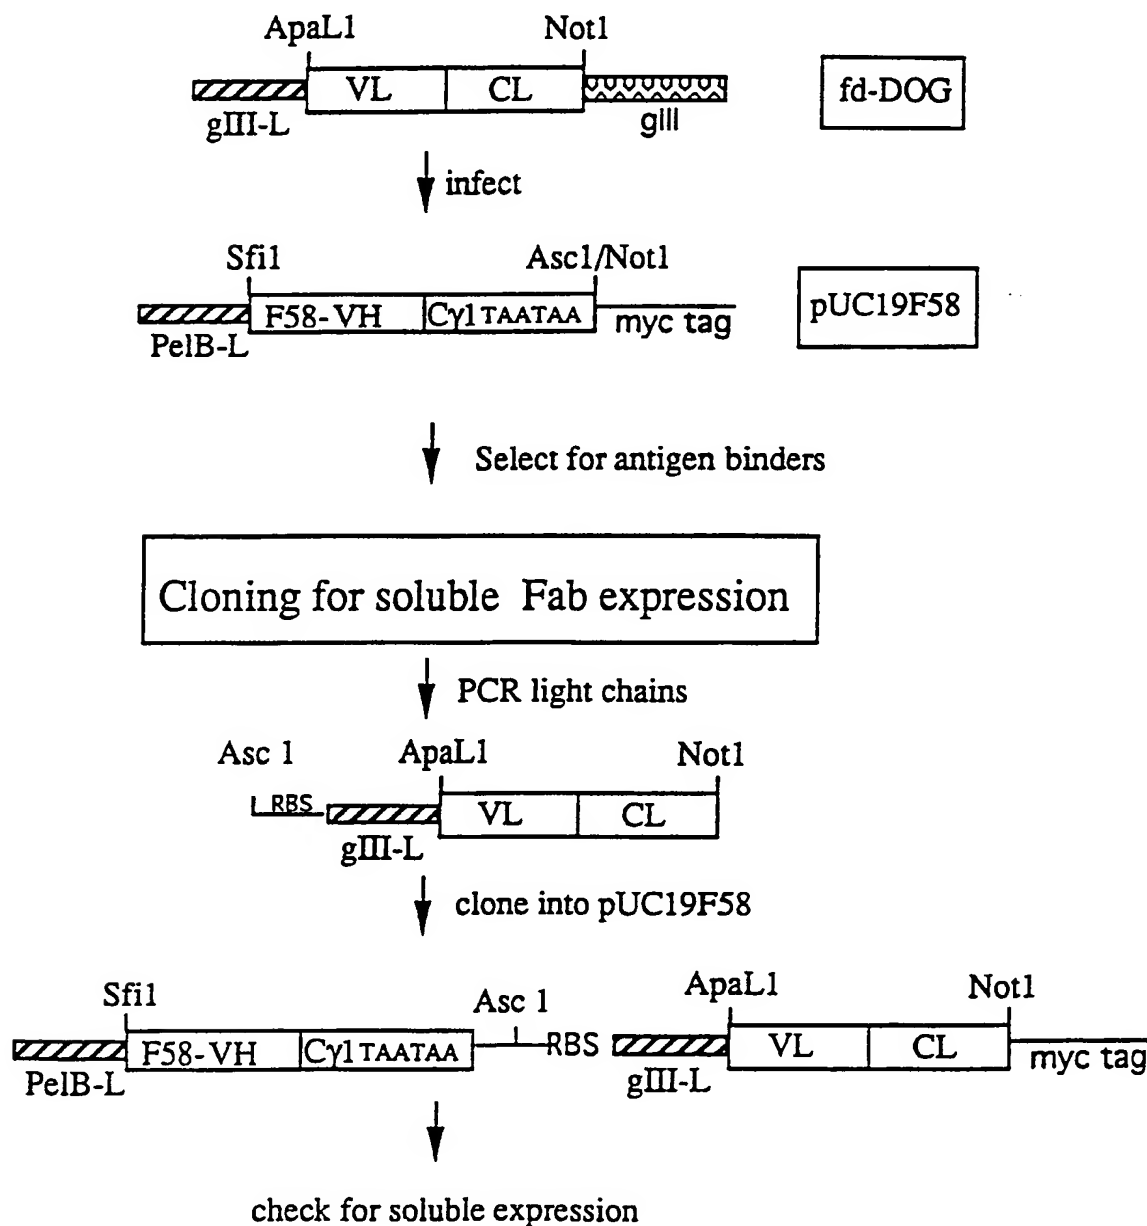 ApaL1 Not1
VL CL
fd-DOG
gIII-L gIII
infect
Sfi1 Asc1/Not1
F58-VH Cγ1 TAATAA
pUC19F58
PelB-L myc tag
Select for antigen binders
Cloning for soluble Fab expression
PCR light chains
Asc 1 ApaL1 Not1
RBS VL CL
gIII-L
clone into pUC19F58
Sfi1 Asc 1 ApaL1 Not1
F58-VH Cγ1 TAATAA RBS VL CL
PelB-L gIII-L myc tag
check for soluble expression